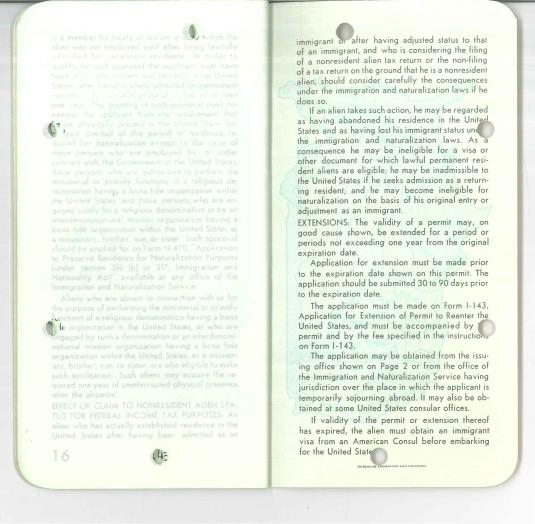 is a member for treaty or statute which the
alien was not employed until after being lawfully
admitted for permanent residence. In order to
qualify for such approval the applicant must have
been physically present and residing in the United
States after being
one year. The granting of such approval does not
exempt the applicant from the requirement that
he be physically present in the United States for
at least one-half of the period of residence re-
quired for naturalization except in the case of
those persons who are employed by, or under
contract with, the Government of the United States;
those persons who are authorized to perform the
ministerial or priestly functions of a religious de-
nomination having a bona fide organization within
the United States; and those persons who are en-
gaged solely by a religious denomination or by an
interdenominational mission organization having a
bona fide organization within the United States as
a missionary, brother, nun, or sister. Such approval
should be applied for on Form N-470, "Application
to Preserve Residence for Naturalization Purposes
(under section 316 (b) or 317, Immigration and
Nationality Act)", available at any office of the
Immigration and Naturalization Service.
Aliens who are absent in connection with or for
the purpose of performing the ministerial or priestly
functions of a religious denomination having a bona
fide organization in the United States, or who are
engaged by such a denomination or an interdenomi-
national mission organization having a bona fide
organization within the United States, as a mission-
ary, brother, nun, or sister, are also eligible to make
such application. Such aliens may acquire the re-
quired one year of uninterrupted physical presence
after the absence.
EFFECT OF CLAIM TO NONRESIDENT ALIEN STA-
TUS FOR FEDERAL INCOME TAX PURPOSES. An
alien who has actually established residence in the
United States after having been admitted as an
16
immigrant or after having adjusted status to that
of an immigrant, and who is considering the filing
of a nonresident alien tax return or the non-filing
of a tax return on the ground that he is a nonresident
alien, should consider carefully the consequences
under the immigration and naturalization laws if he
does so.
If an alien takes such action, he may be regarded
as having abandoned his residence in the United
States and as having lost his immigrant status under
the immigration and naturalization laws. As a
consequence he may be ineligible for a visa or
other document for which lawful permanent resi-
dent aliens are eligible; he may be inadmissible to
the United States if he seeks admission as a return-
ing resident; and he may become ineligible for
naturalization on the basis of his original entry or
adjustment as an immigrant.
EXTENSIONS: The validity of a permit may, on
good cause shown, be extended for a period or
periods not exceeding one year from the original
expiration date.
Application for extension must be made prior
to the expiration date shown on this permit. The
application should be submitted 30 to 90 days prior
to the expiration date.
The application must be made on Form I-143,
Application for Extension of Permit to Reenter the
United States, and must be accompanied by
permit and by the fee specified in the instructions
on Form I-143.
The application may be obtained from the issu-
ing office shown on Page 2 or from the office of
the Immigration and Naturalization Service having
jurisdiction over the place in which the applicant is
temporarily sojourning abroad. It may also be ob-
tained at some United States consular offices.
If validity of the permit or extension thereof
has expired, the alien must obtain an immigrant
visa from an American Consul before embarking
for the United States.
BUREAU OF ENGRAVING AND PRINTING